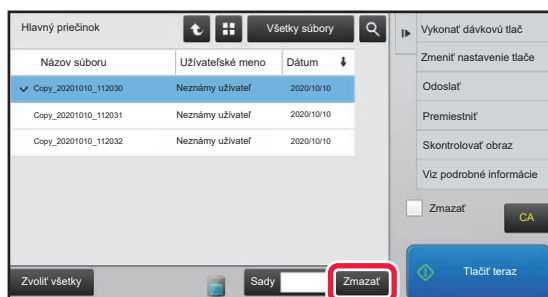 Hlavný priečinok
Všetky súbory
Názov súboru Užívateľské meno Dátum
Copy_20201010_112030 Neznámy užívateľ 2020/10/10
Copy_20201010_112031 Neznámy užívateľ 2020/10/10
Copy_20201010_112032 Neznámy užívateľ 2020/10/10
Zvoliť všetky
Sady
Zmazať
Vykonať dávkovú tlač
Zmeniť nastavenie tlače
Odoslať
Premiestniť
Skontrolovať obraz
Viz podrobné informácie
Zmazať
CA
Tlačiť teraz